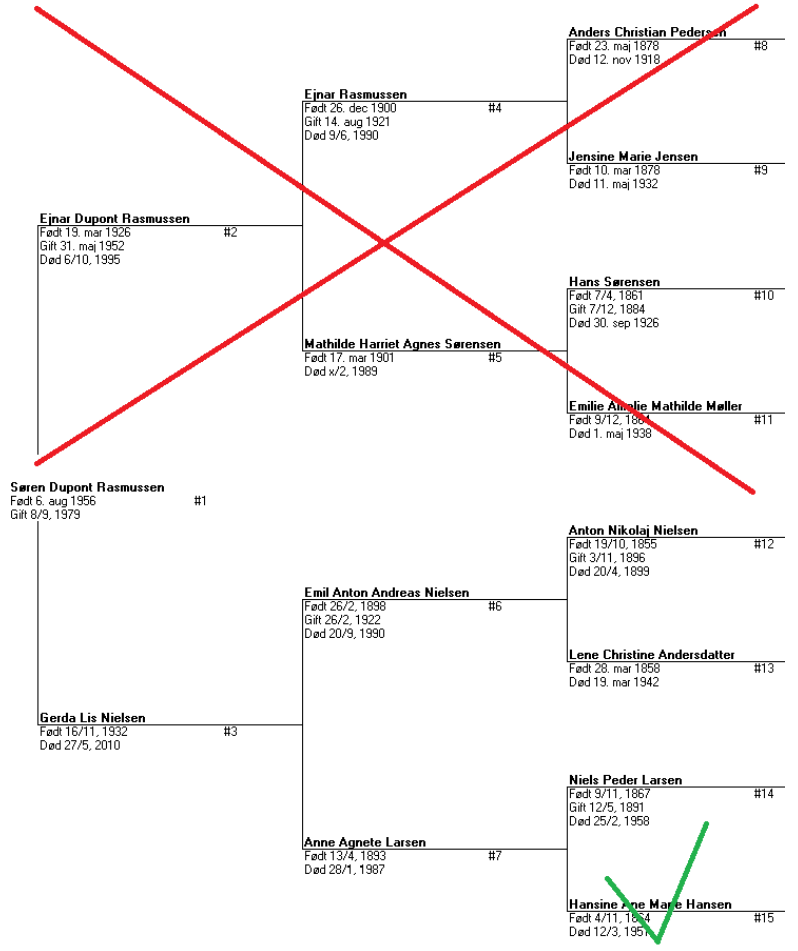 Anders Christian Pedersen
Født 23. maj 1878 #8
Død 12. nov 1918
Ejnar Rasmussen
Født 26. dec 1900 #4
Gift 14. aug 1921
Død 9/6, 1990
Jensine Marie Jensen
Født 10. mar 1878 #9
Død 11. maj 1932
Ejnar Dupont Rasmussen
Født 19. mar 1926 #2
Gift 31. maj 1952
Død 6/10, 1995
Hans Sørensen
Født 7/4, 1861 #10
Gift 7/12, 1884
Død 30. sep 1926
Mathilde Harriet Agnes Sørensen
Født 17. mar 1901 #5
Død x/2, 1989
Emilie Amalie Mathilde Møller
Født 9/12, #11
Død 1. maj 1938
Søren Dupont Rasmussen
Født 6. aug 1956 #1
Gift 8/9, 1979
Anton Nikolaj Nielsen
Født 19/10, 1855 #12
Gift 3/11, 1896
Død 20/4, 1899
Emil Anton Andreas Nielsen
Født 26/2, 1898 #6
Gift 26/2, 1922
Død 20/9, 1990
Lene Christine Andersdatter
Født 28. mar 1858 #13
Død 19. mar 1942
Gerda Lis Nielsen
Født 16/11, 1932 #3
Død 27/5, 2010
Niels Peder Larsen
Født 9/11, 1867 #14
Gift 12/5, 1891
Død 25/2, 1958
Anne Agnete Larsen
Født 13/4, 1893 #7
Død 28/1, 1987
Hansine Ane Marie Hansen
Født 4/11, #15
Død 12/3, 1951